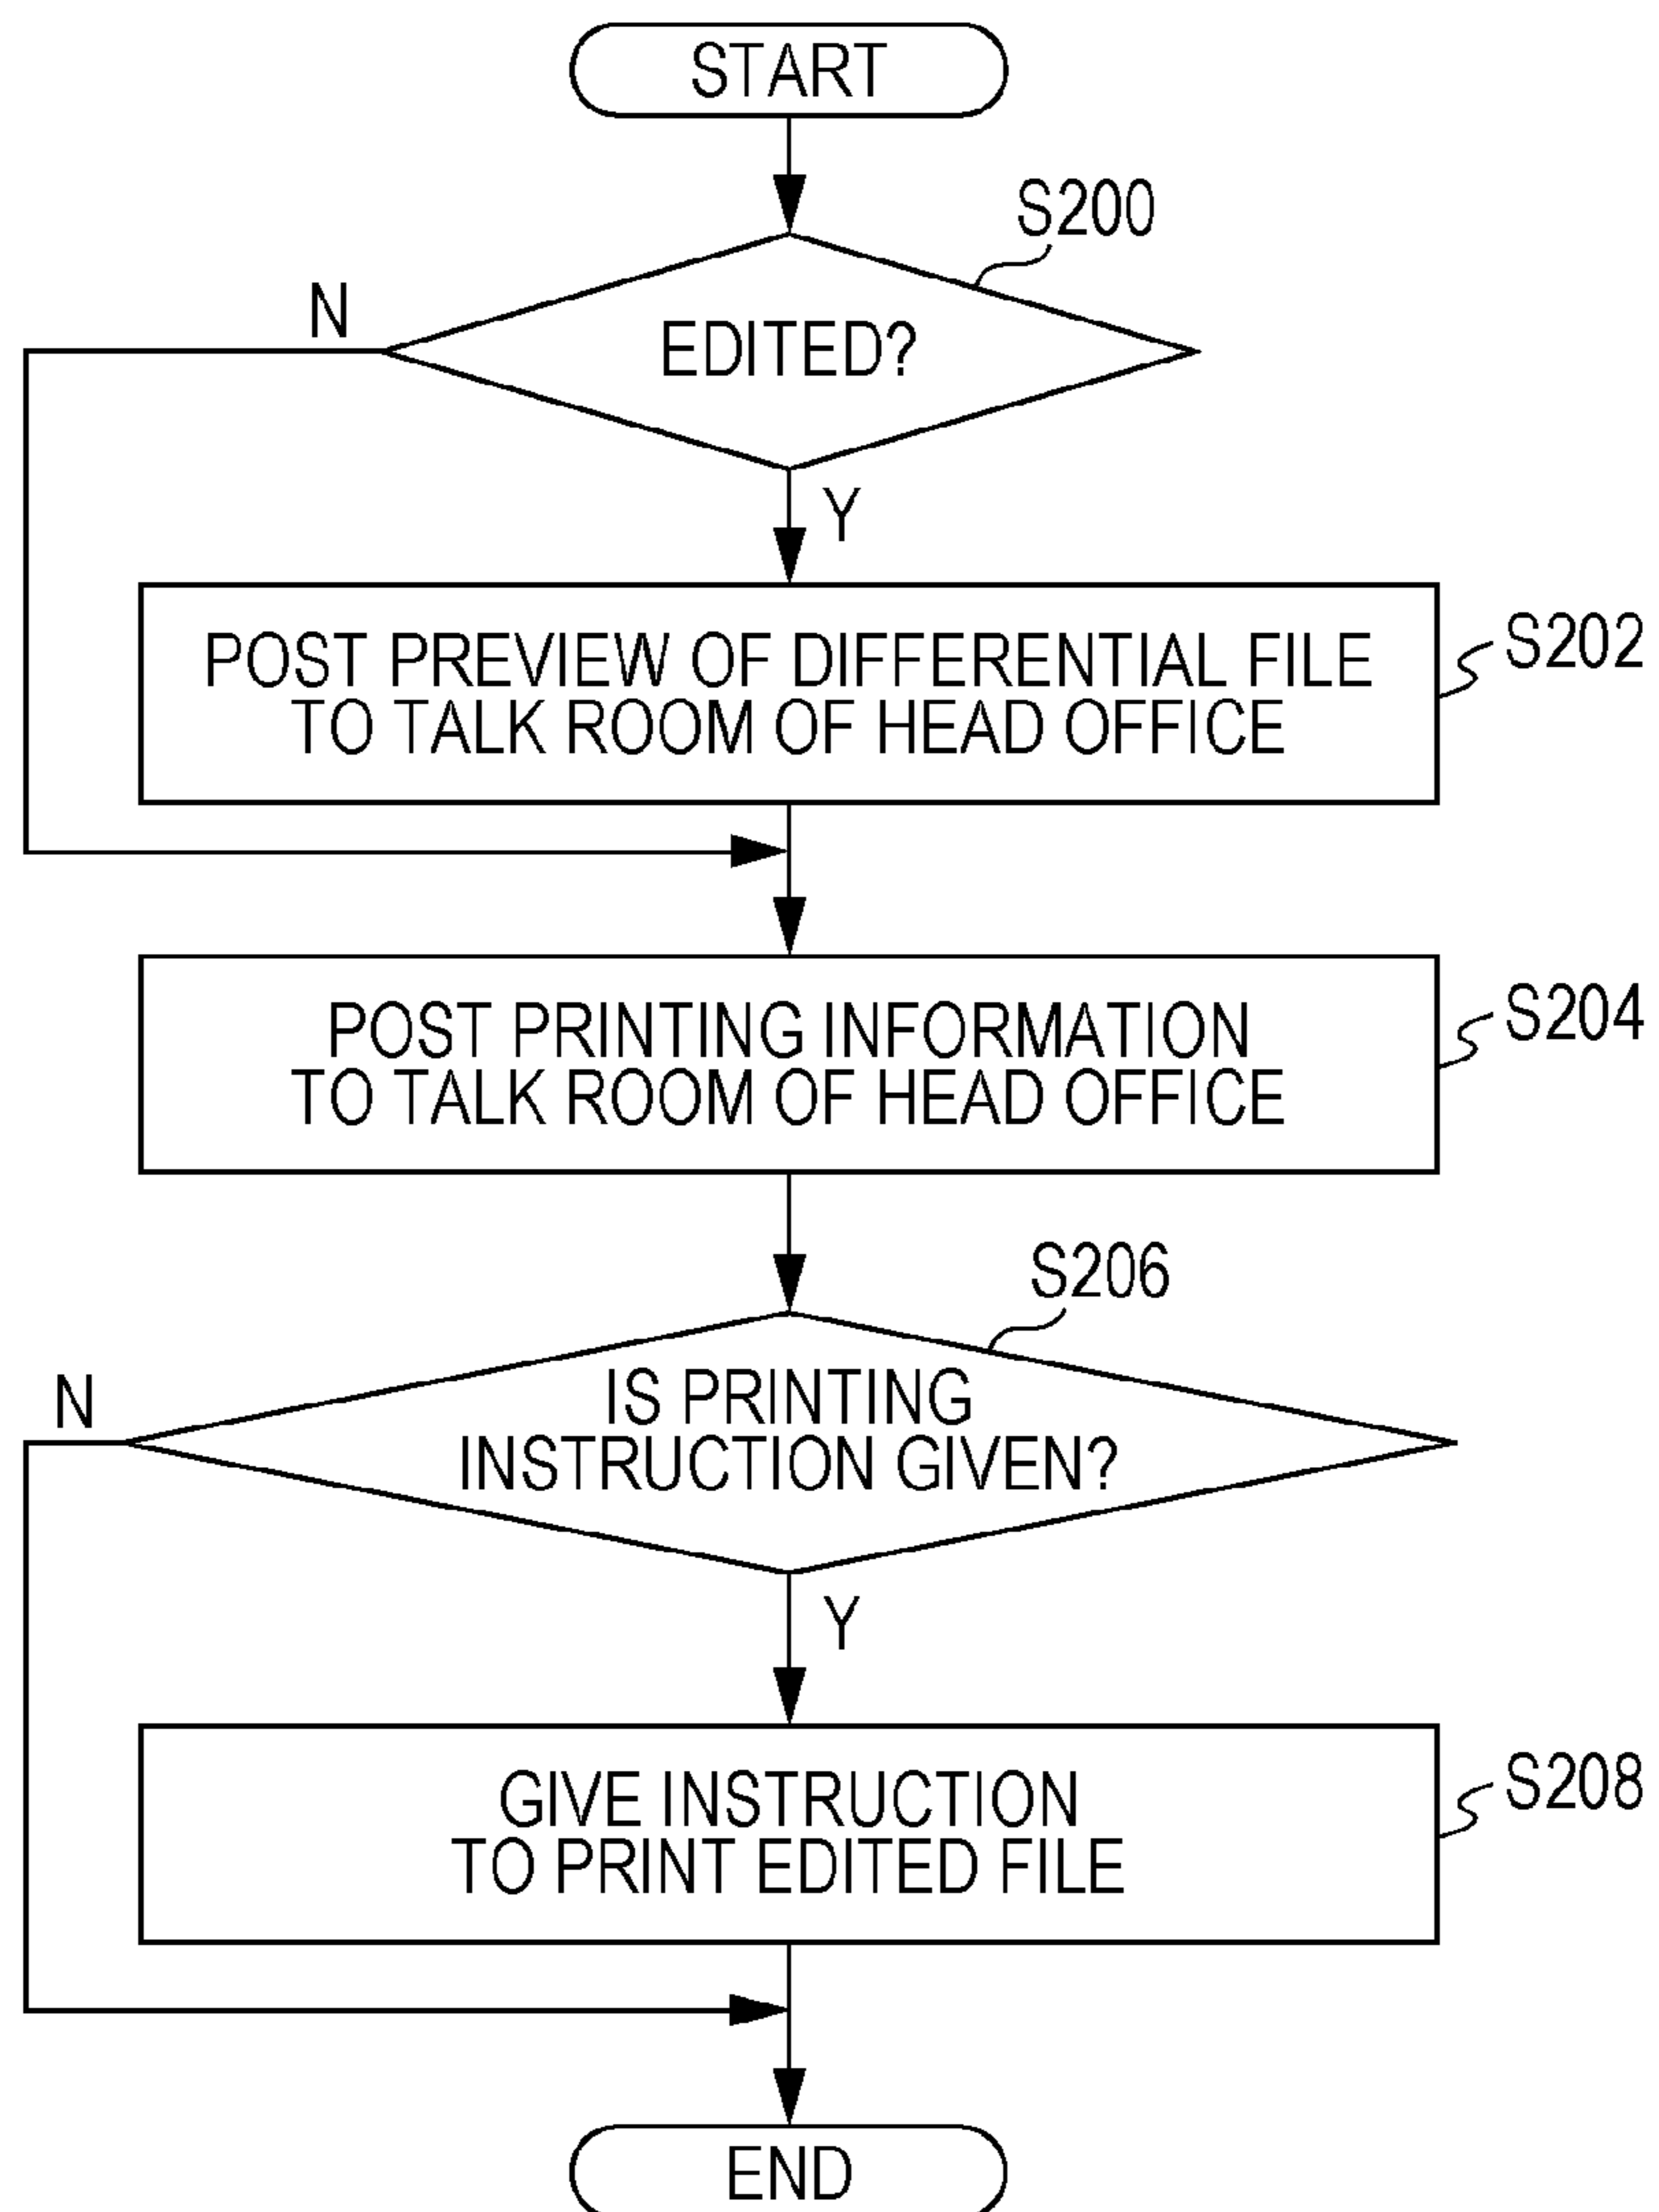 START
S200
N
EDITED?
Y
POST PREVIEW OF DIFFERENTIAL FILE
TO TALK ROOM OF HEAD OFFICE
S202
POST PRINTING INFORMATION
TO TALK ROOM OF HEAD OFFICE
S204
S206
N
IS PRINTING
INSTRUCTION GIVEN?
Y
GIVE INSTRUCTION
TO PRINT EDITED FILE
S208
END